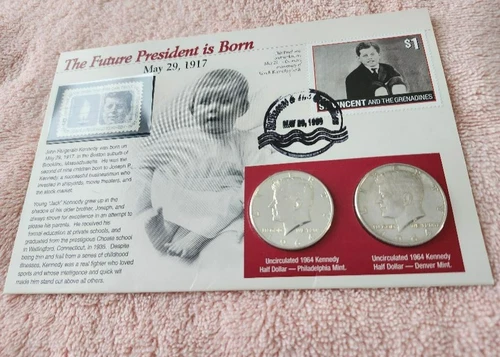 The Future President is Born
May 29, 1917
$1
ST. VINCENT AND THE GRENADINES
MAY 29, 1999
John Fitzgerald Kennedy was born on
May 29, 1917, in the Boston suburb of
Brookline, Massachusetts. He was the
second of nine children born to Joseph P.
Kennedy, a successful businessman who
invested in shipyards, movie theaters, and
the stock market.
Young "Jack" Kennedy grew up in the
shadow of his older brother, Joseph, and
always strove for excellence in an attempt to
please his parents. He received his
formal education at private schools, and
graduated from the prestigious Choate school
in Wallingford, Connecticut, in 1935. Despite
being thin and frail from a series of childhood
illnesses, Kennedy was a real fighter who loved
sports and whose intelligence and quick wit
made him stand out above all others.
Uncirculated 1964 Kennedy
Half Dollar — Philadelphia Mint.
Uncirculated 1964 Kennedy
Half Dollar — Denver Mint.